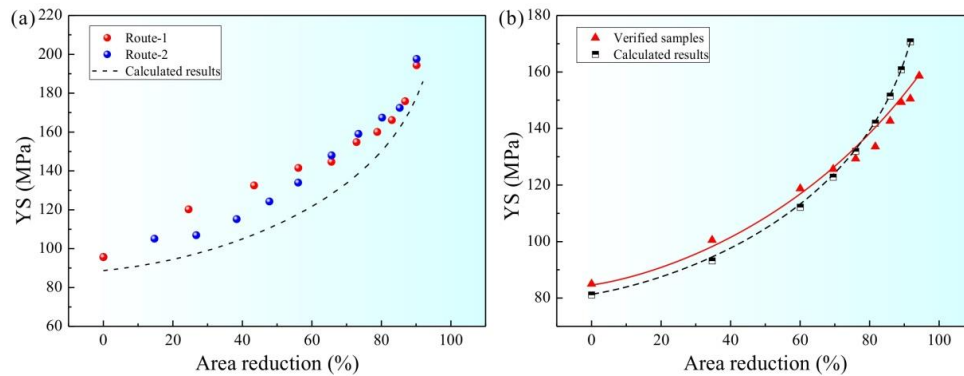 (a)
220
200
180
160
140
120
100
80
60
YS (MPa)
Route-1
Route-2
Calculated results
0 20 40 60 80 100
Area reduction (%)
(b)
180
160
140
120
100
80
YS (MPa)
Verified samples
Calculated results
0 20 40 60 80 100
Area reduction (%)